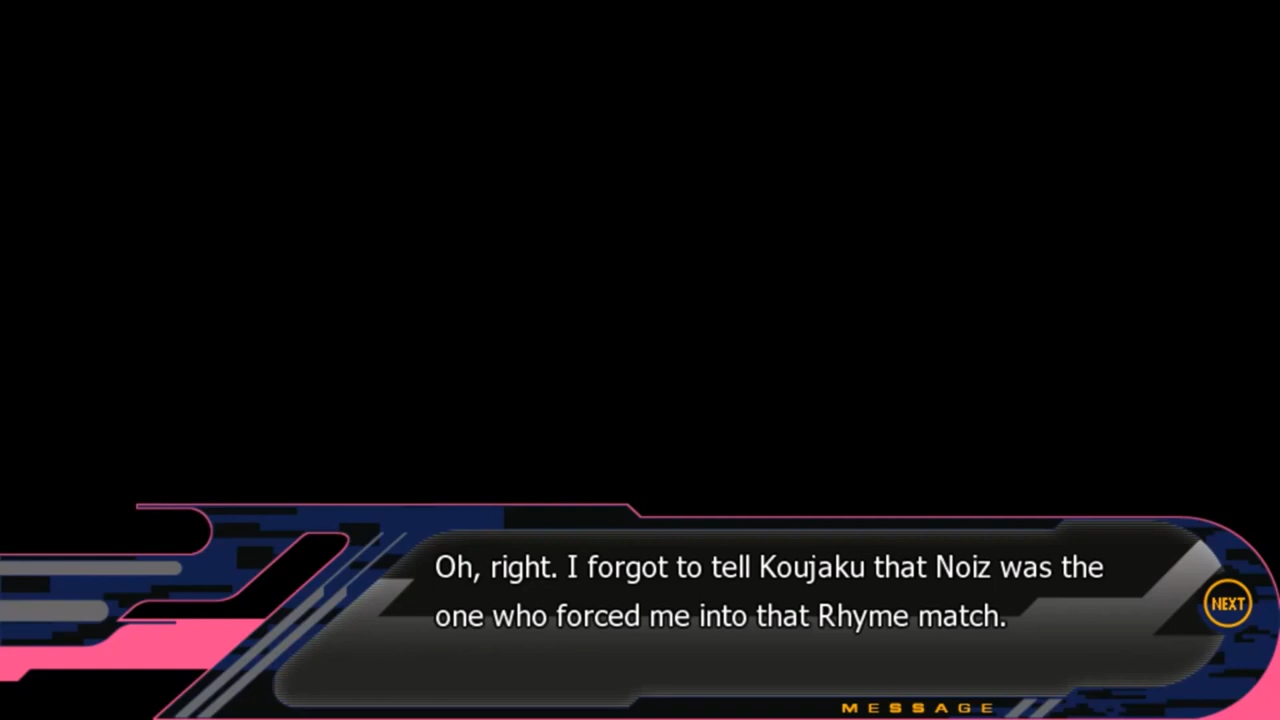 Oh, right. I forgot to tell Koujaku that Noiz was the
one who forced me into that Rhyme match.
NEXT
MESSAGE